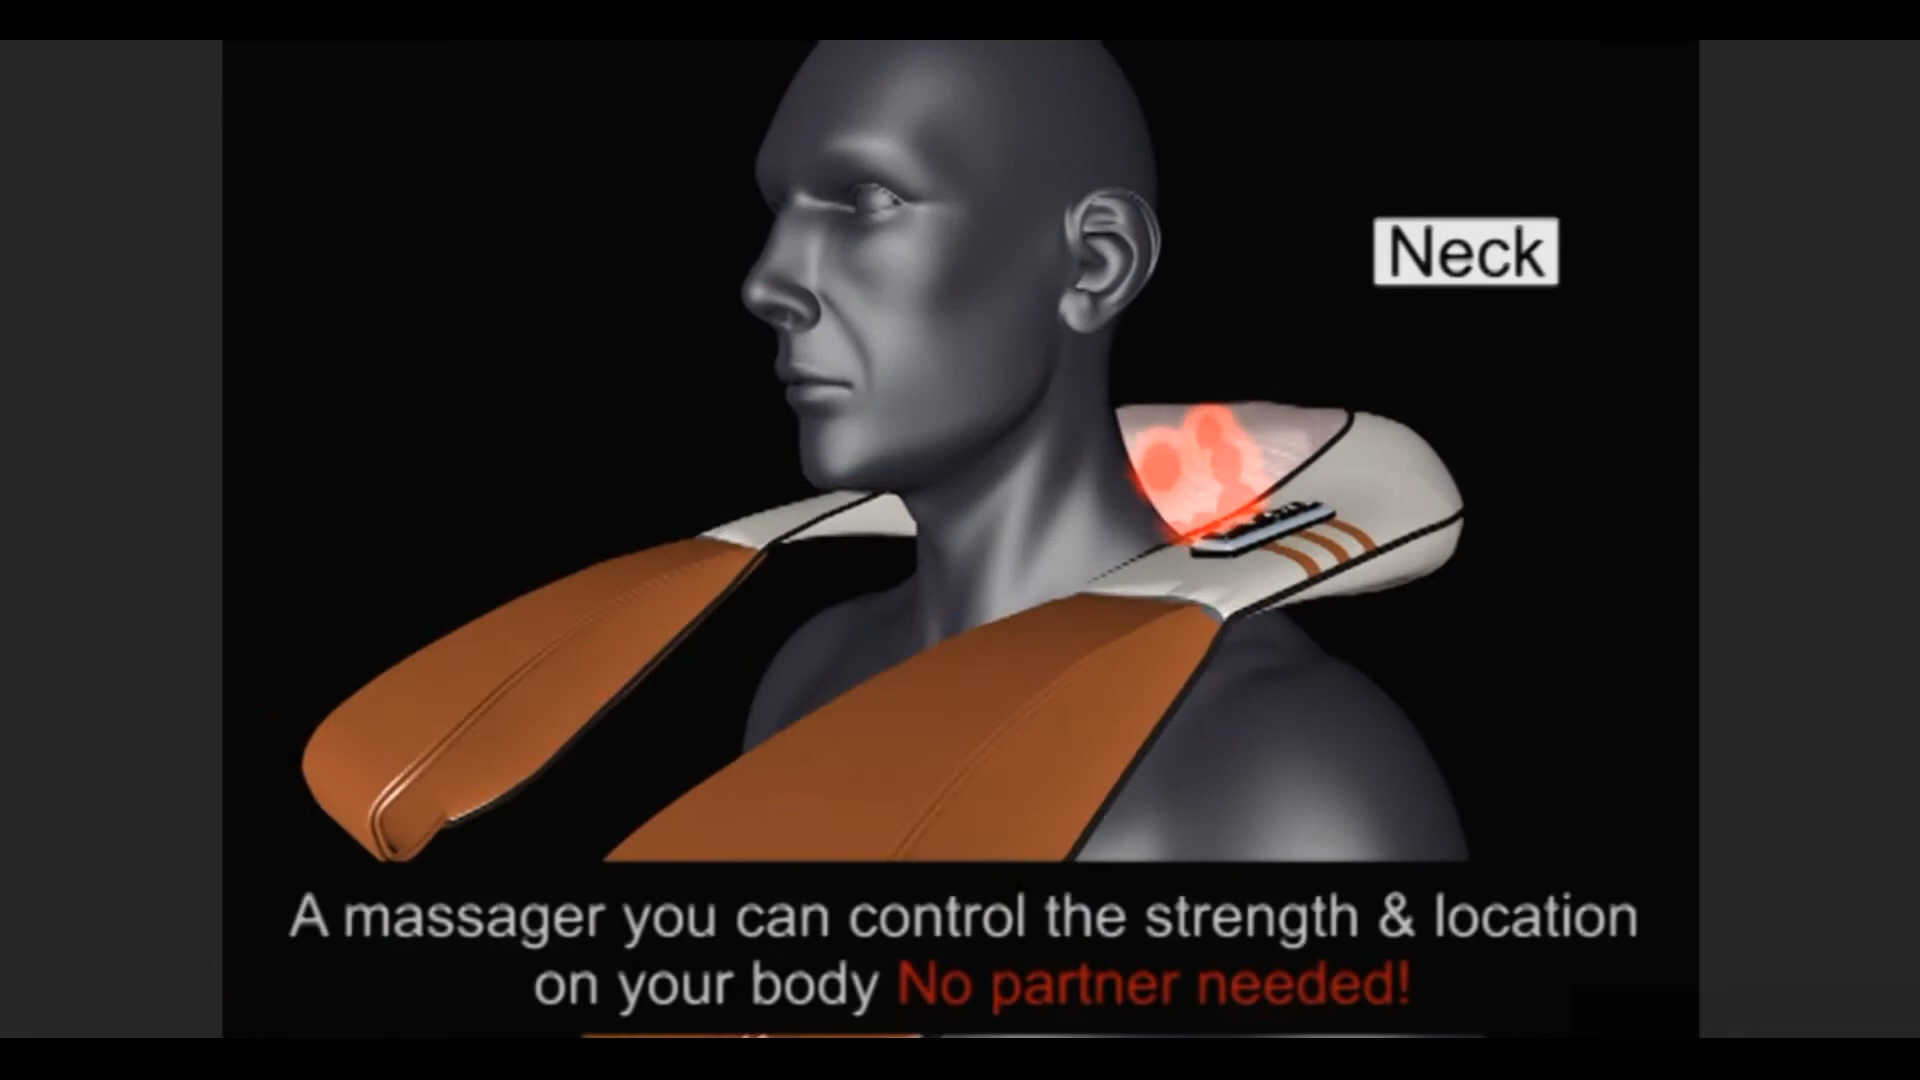 Neck
A massager you can control the strength & location
on your body No partner needed!